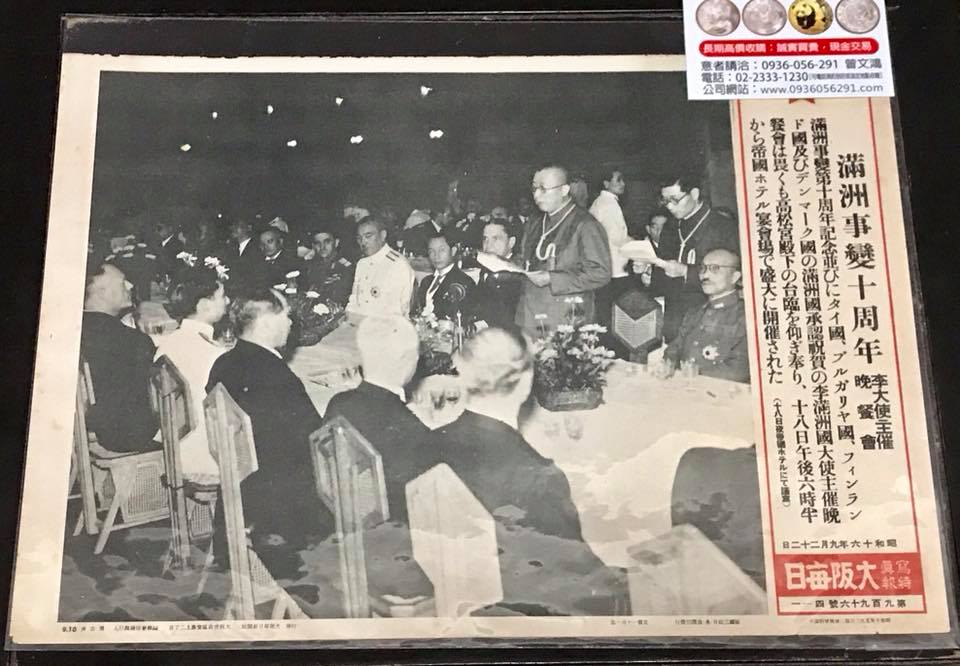 長期高價收購：誠實買賣，現金交易
意者請洽：0936-056-291 曾文鴻
電話：02-2333-1230
公司網站：www.0936056291.com
滿洲事變十周年
李大使主催
晩餐會
滿洲事變第十周年記念並びにタイ國、ブルガリヤ國、フィンラン
ド國及びデンマーク國の滿洲國承認祝賀の李滿洲國大使主催晩
餐會は畏くも高松宮殿下の台臨を仰ぎ奉り、十八日午後六時半
から帝國ホテル宴會場で盛大に開催された
昭和十六年九月二十二日
大阪每日
寫眞特報
第九百九十六號四一一
9.10